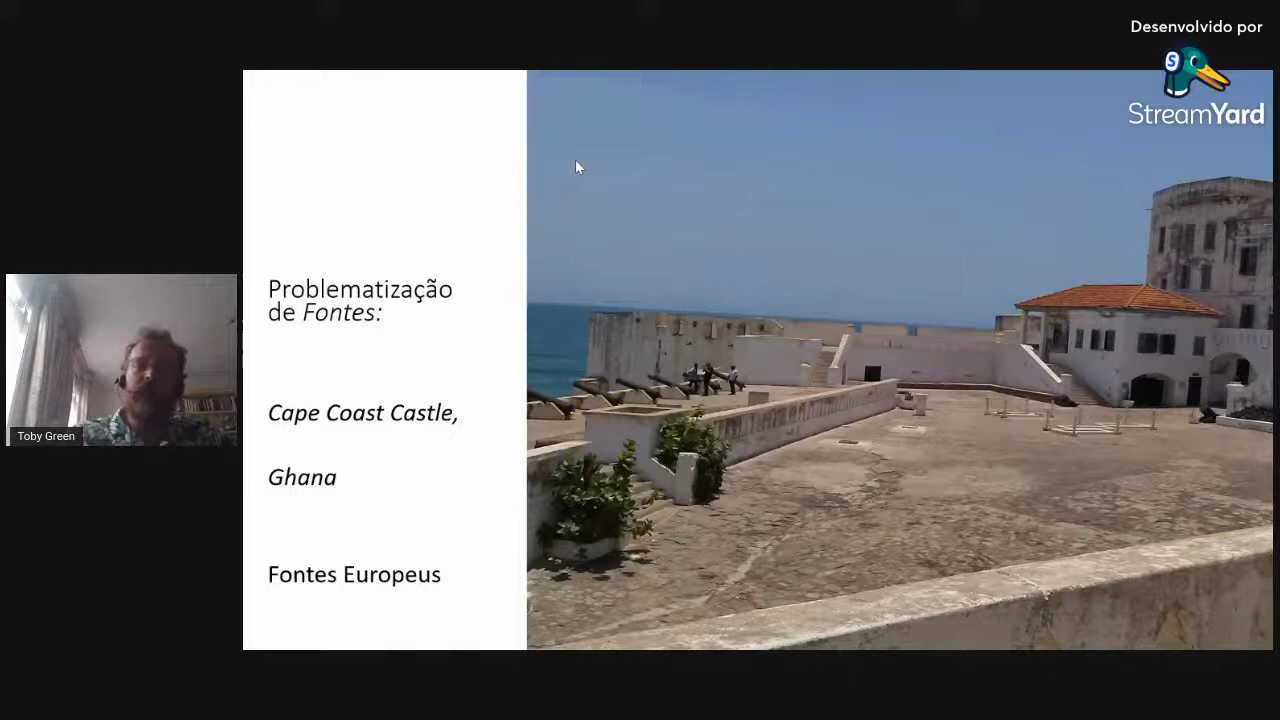 Desenvolvido por
StreamYard
Problematização
de Fontes:
Cape Coast Castle,
Ghana
Fontes Europeus
Toby Green